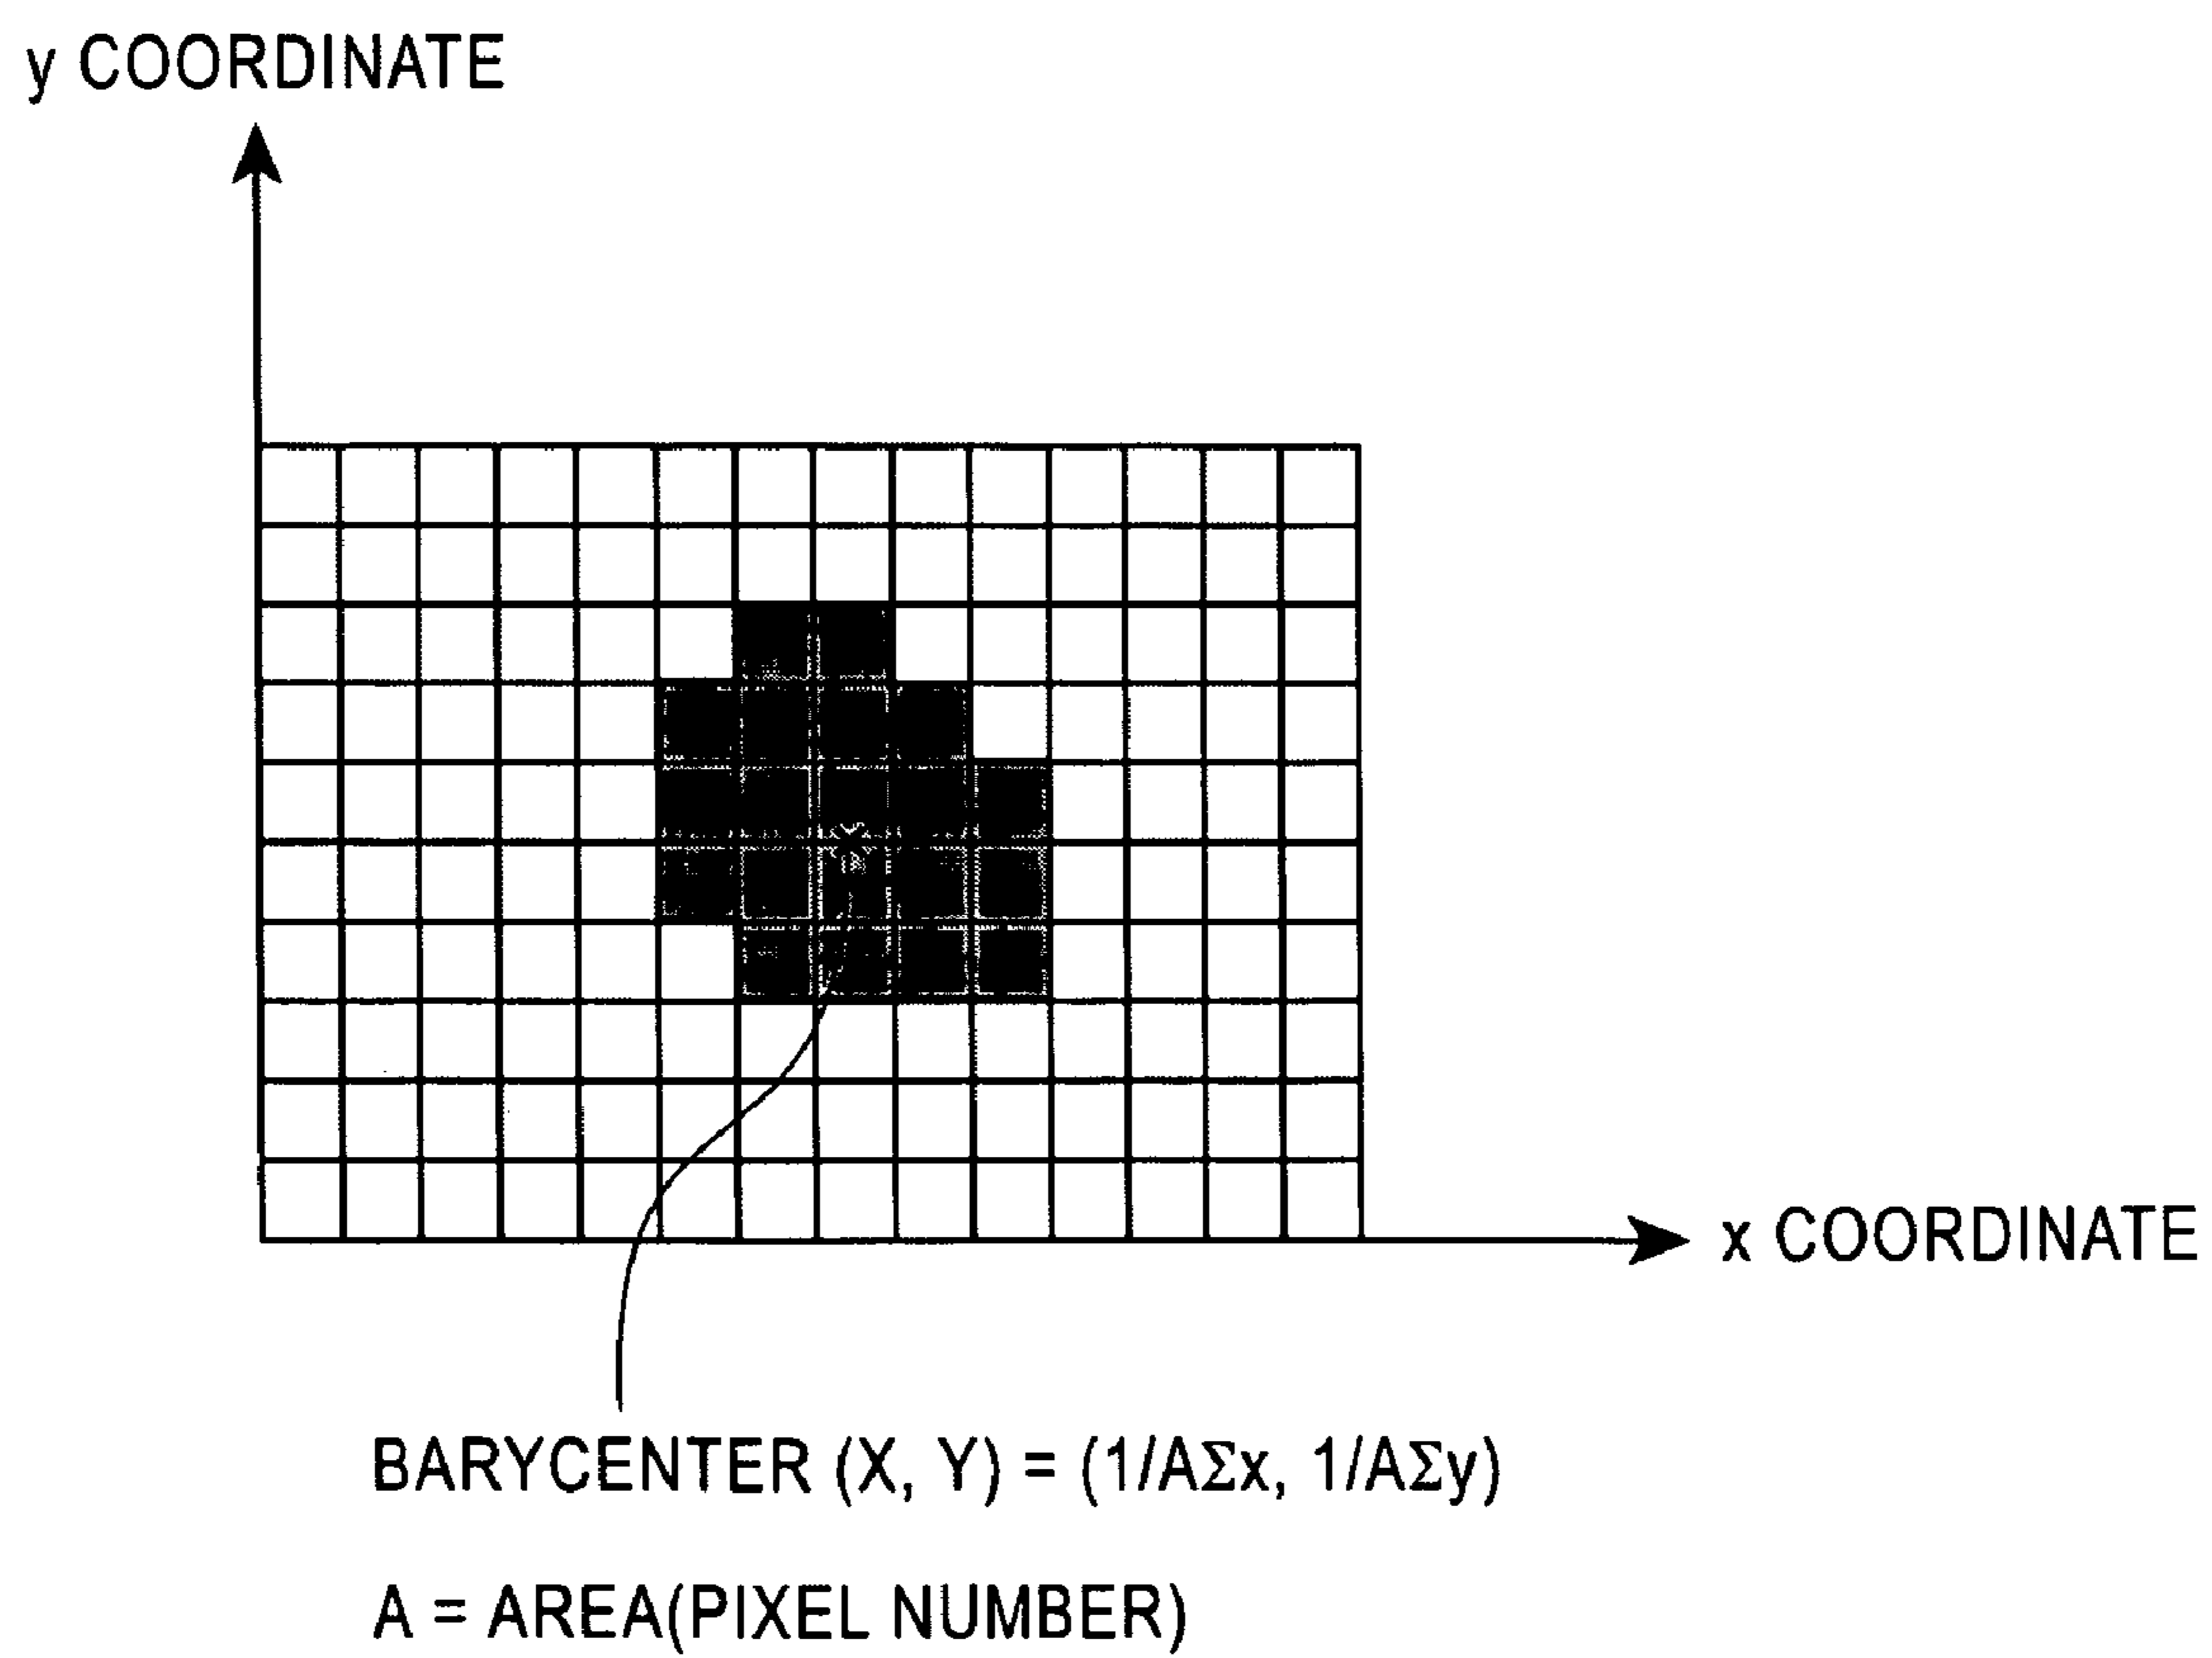 y COORDINATE
x COORDINATE
BARYCENTER (X, Y) = (1/AΣx, 1/AΣy)
A = AREA(PIXEL NUMBER)